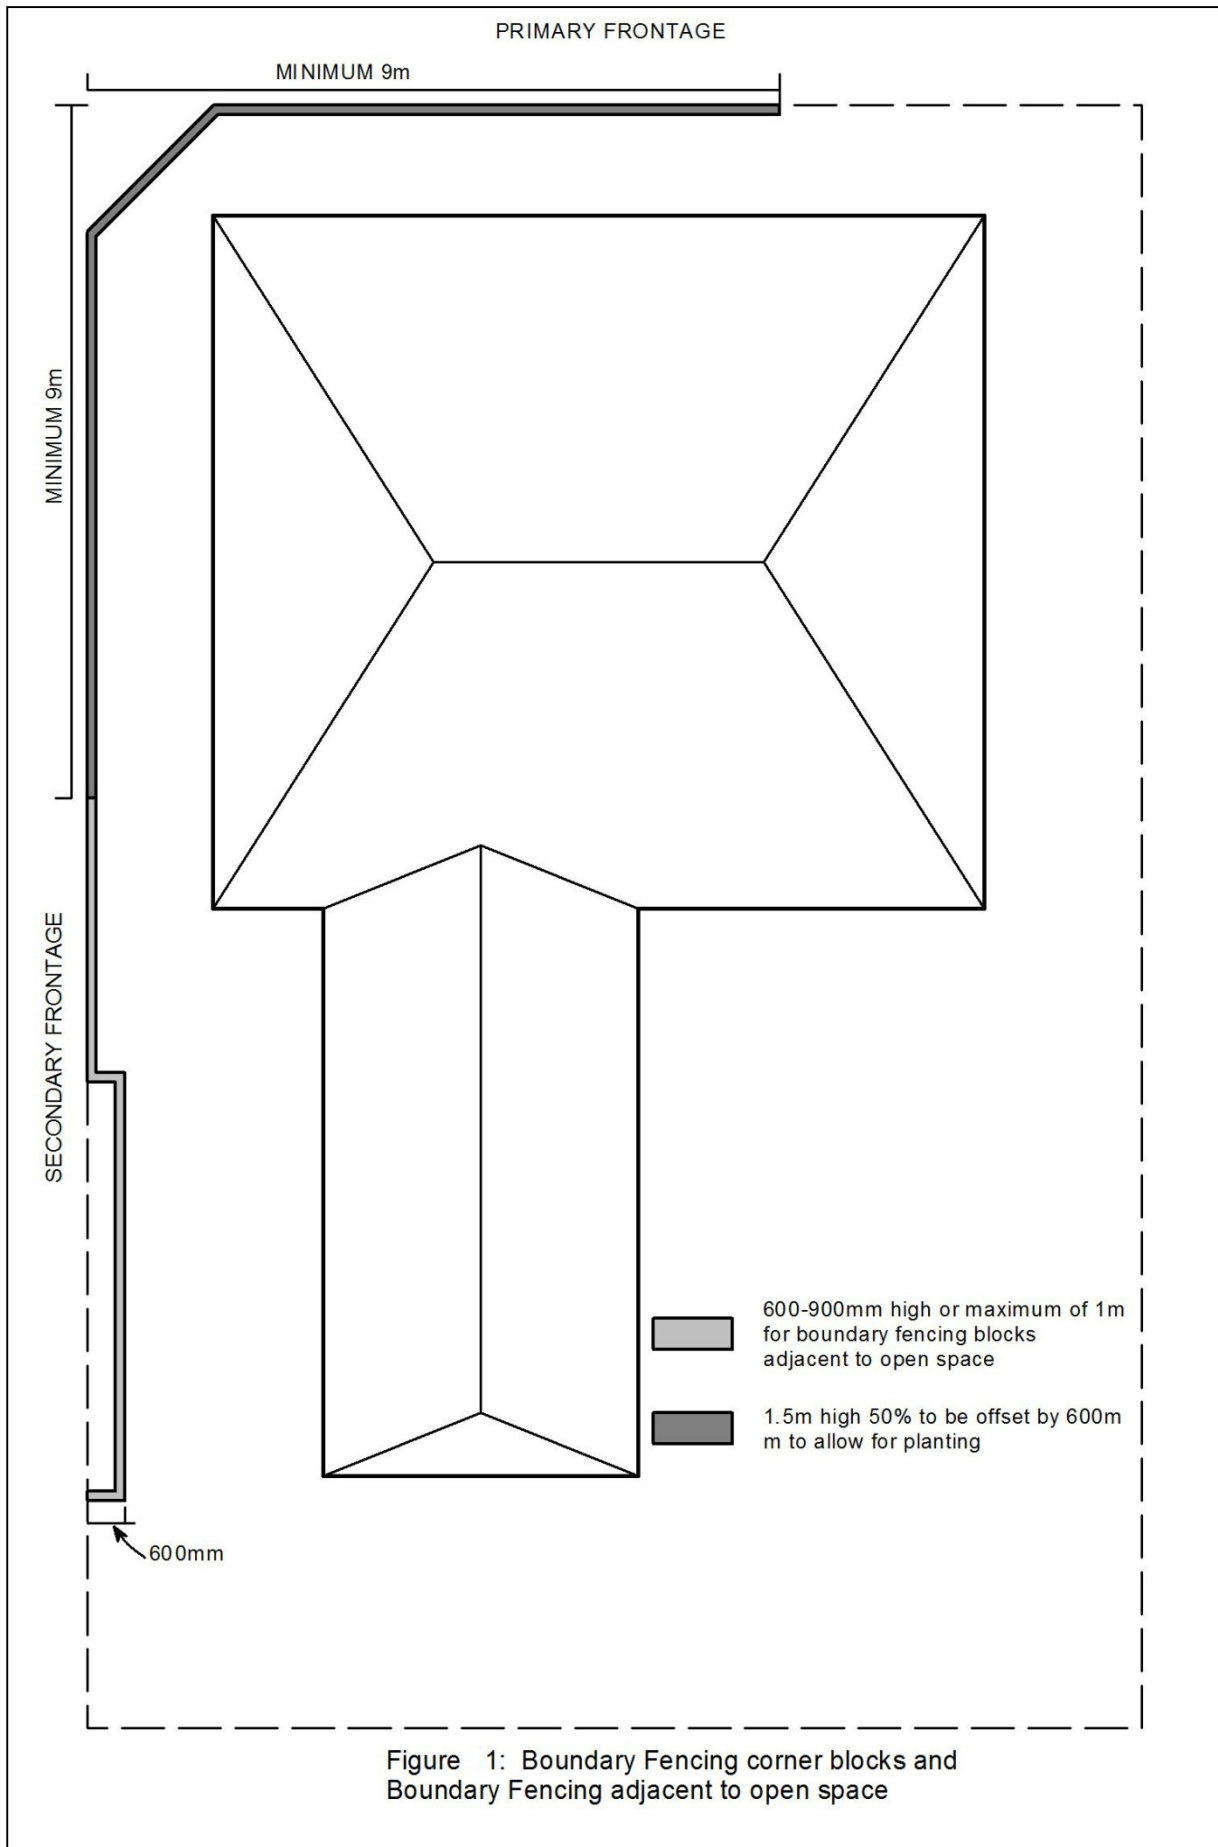 PRIMARY FRONTAGE
MINIMUM 9m
MINIMUM 9m
SECONDARY FRONTAGE
600-900mm high or maximum of 1m
for boundary fencing blocks
adjacent to open space
1.5m high 50% to be offset by 600m
m to allow for planting
600mm
Figure 1: Boundary Fencing corner blocks and
Boundary Fencing adjacent to open space